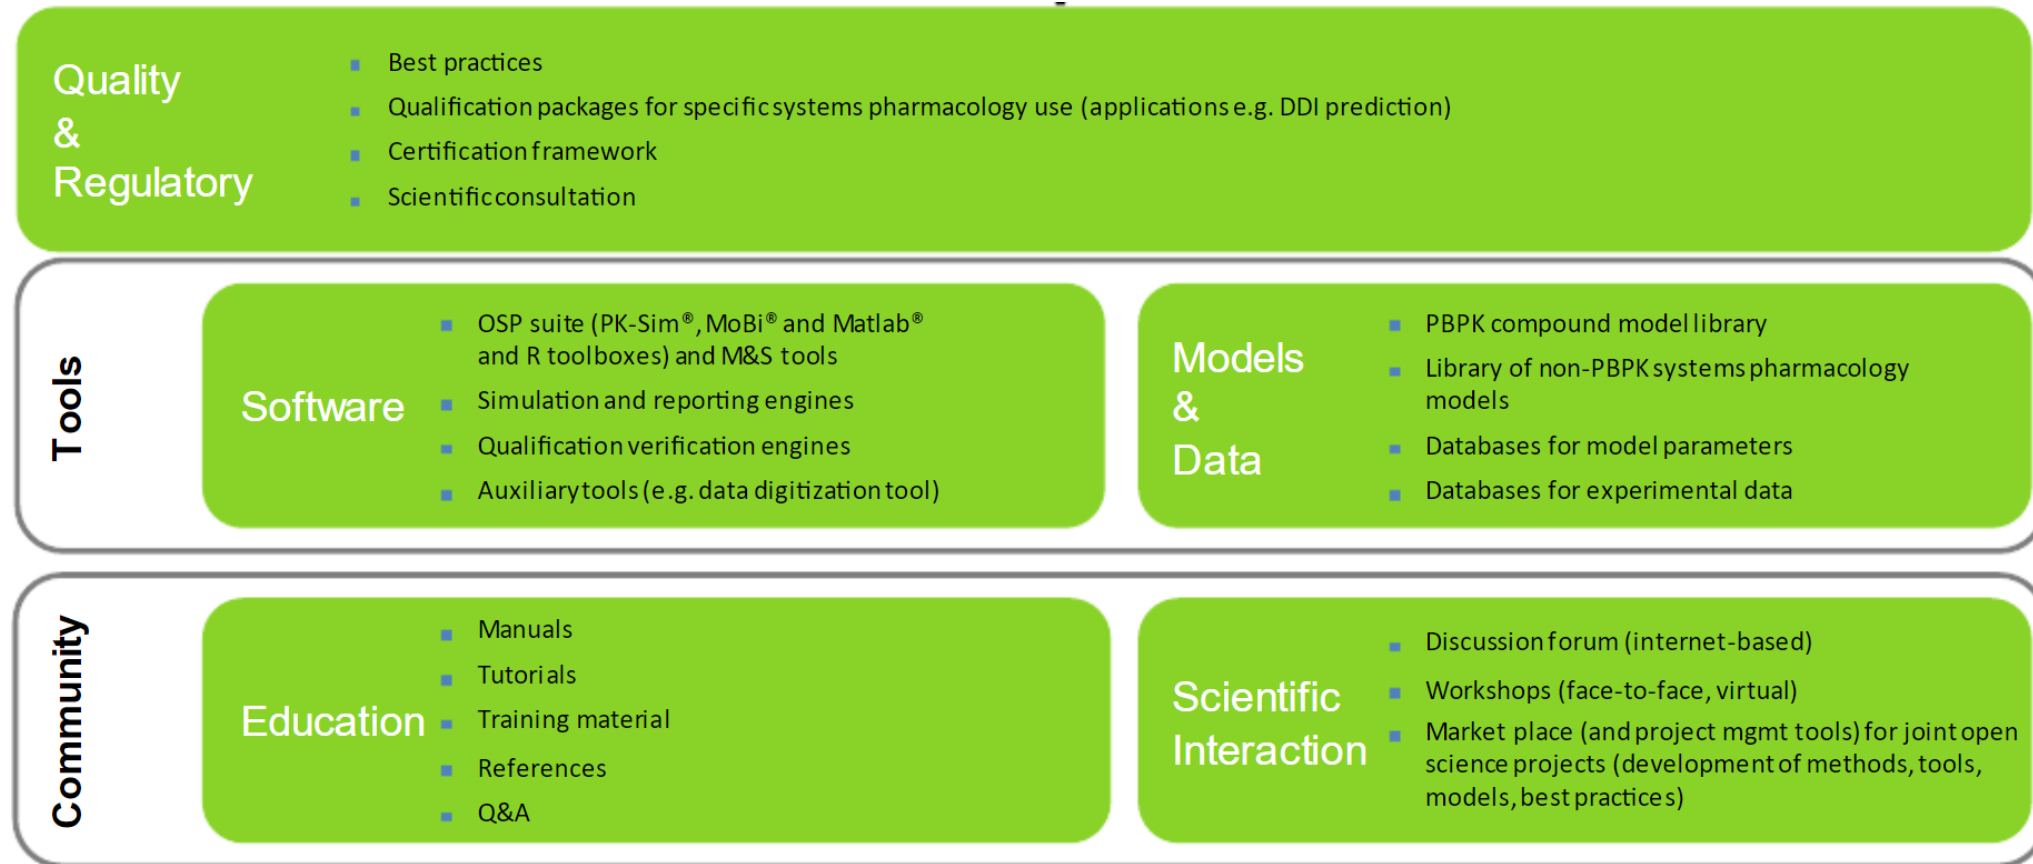 Quality
&
Regulatory
Best practices
Qualification packages for specific systems pharmacology use (applications e.g. DDI prediction)
Certification framework
Scientific consultation
Tools
Software
OSP suite (PK-Sim®, MoBi® and Matlab®
and R toolboxes) and M&S tools
Simulation and reporting engines
Qualification verification engines
Auxiliary tools (e.g. data digitization tool)
Models
&
Data
PBPK compound model library
Library of non-PBPK systems pharmacology
models
Databases for model parameters
Databases for experimental data
Community
Education
Manuals
Tutorials
Training material
References
Q&A
Scientific
Interaction
Discussion forum (internet-based)
Workshops (face-to-face, virtual)
Market place (and project mgmt tools) for joint open
science projects (development of methods, tools,
models, best practices)